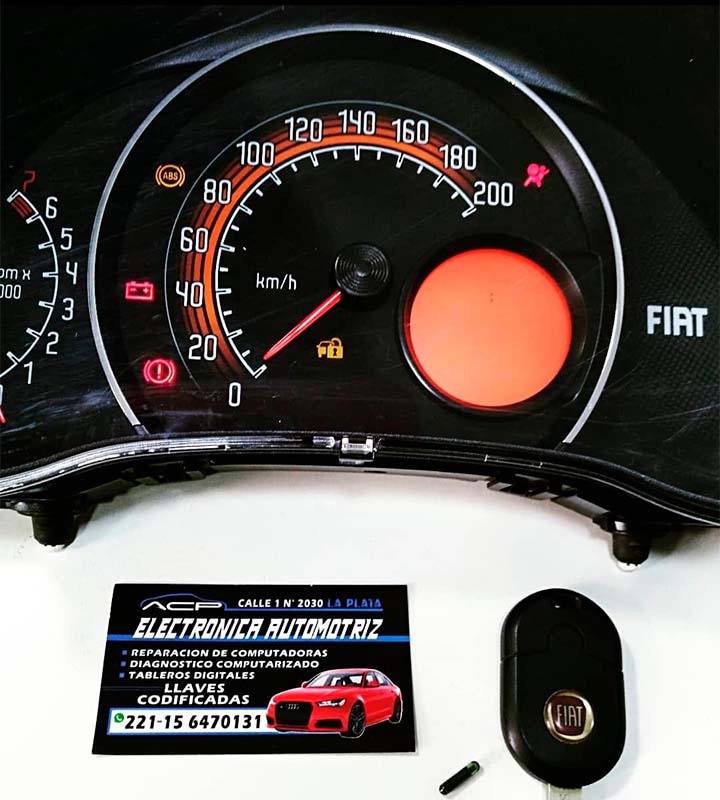 120 140 160
100 180
80 200
ABS
7
6
5
4
3
2
1
60
km/h
40
20
0
FIAT
ACP CALLE 1 N° 2030 LA PLATA
ELECTRONICA AUTOMOTRIZ
REPARACION DE COMPUTADORAS
DIAGNOSTICO COMPUTARIZADO
TABLEROS DIGITALES
LLAVES
CODIFICADAS
221-15 6470131
FIAT